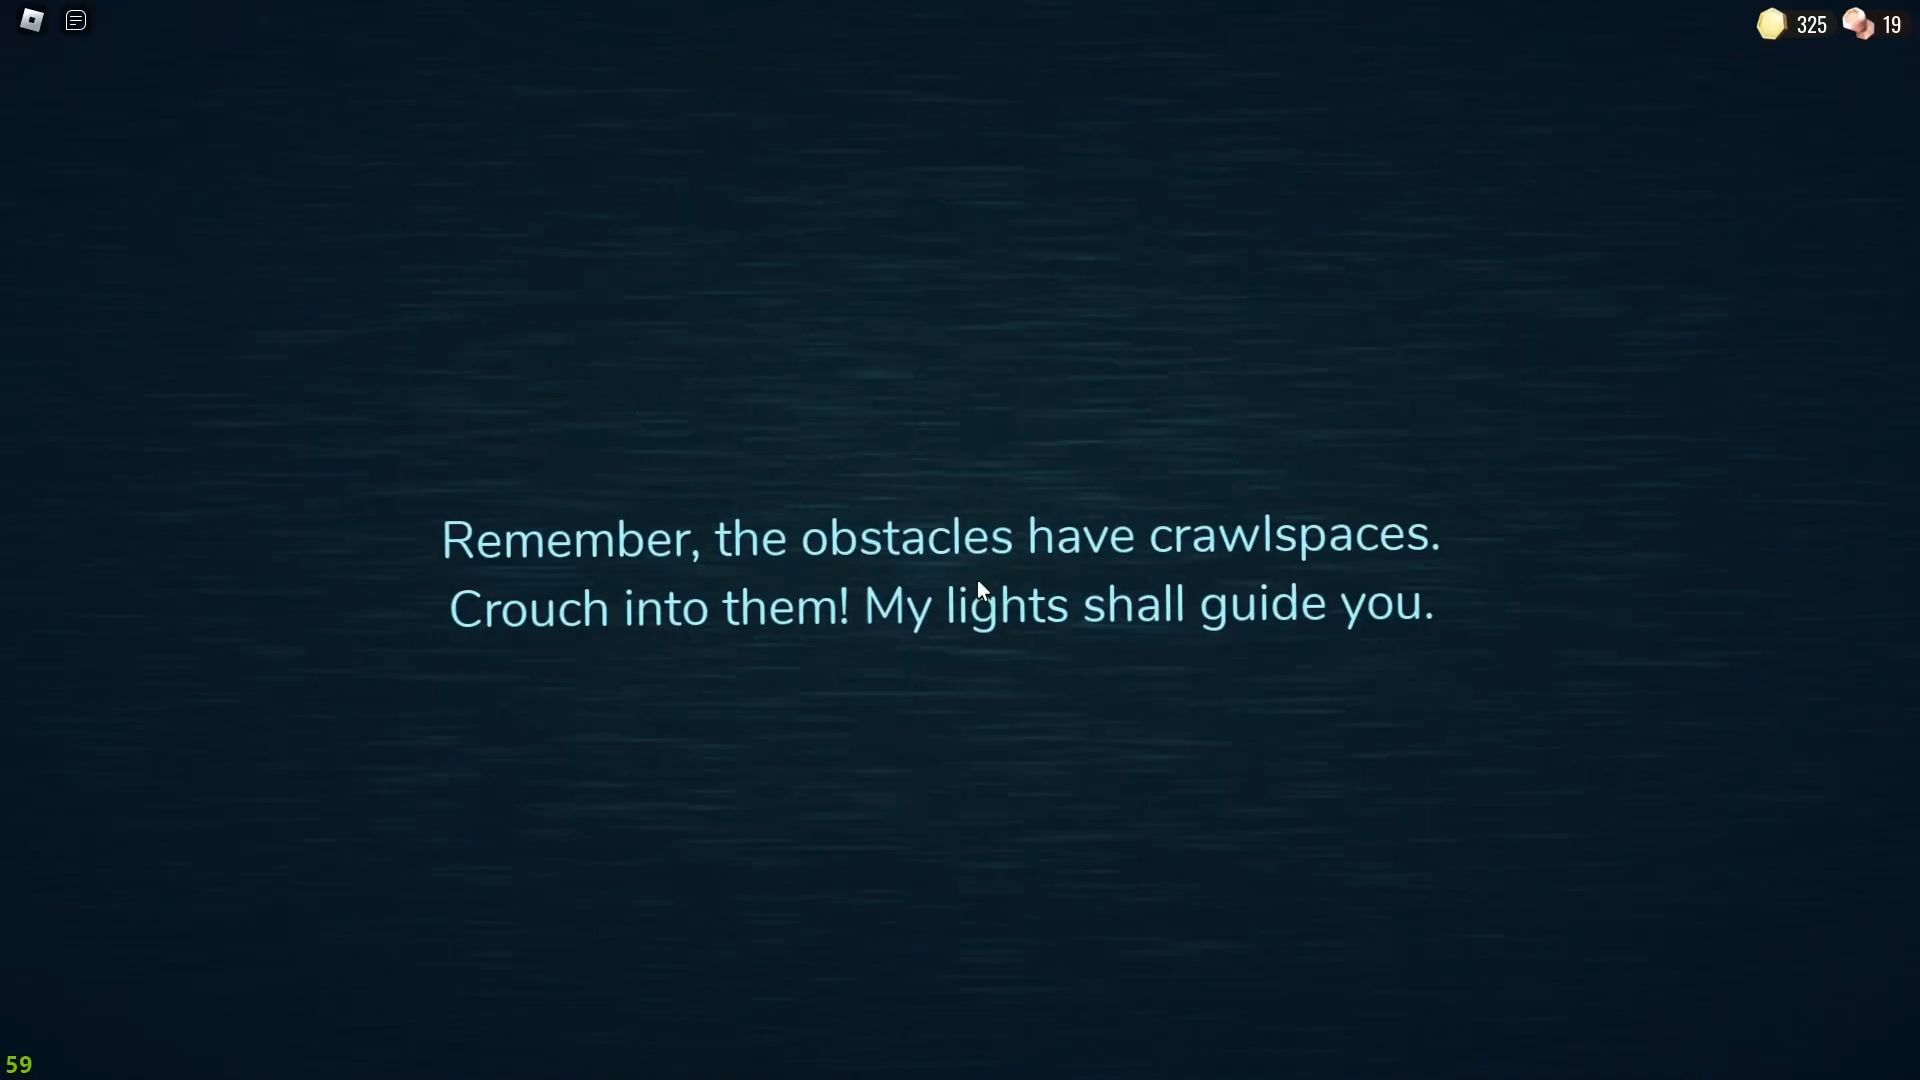 325 19
Remember, the obstacles have crawlspaces.
Crouch into them! My lights shall guide you.
59